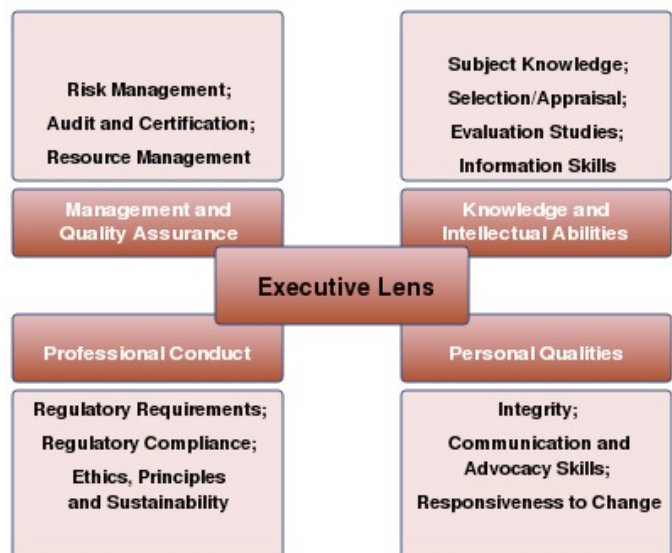 Risk Management;
Audit and Certification;
Resource Management
Management and
Quality Assurance
Subject Knowledge;
Selection/Appraisal;
Evaluation Studies;
Information Skills
Knowledge and
Intellectual Abilities
Executive Lens
Professional Conduct
Regulatory Requirements;
Regulatory Compliance;
Ethics, Principles
and Sustainability
Personal Qualities
Integrity;
Communication and
Advocacy Skills;
Responsiveness to Change